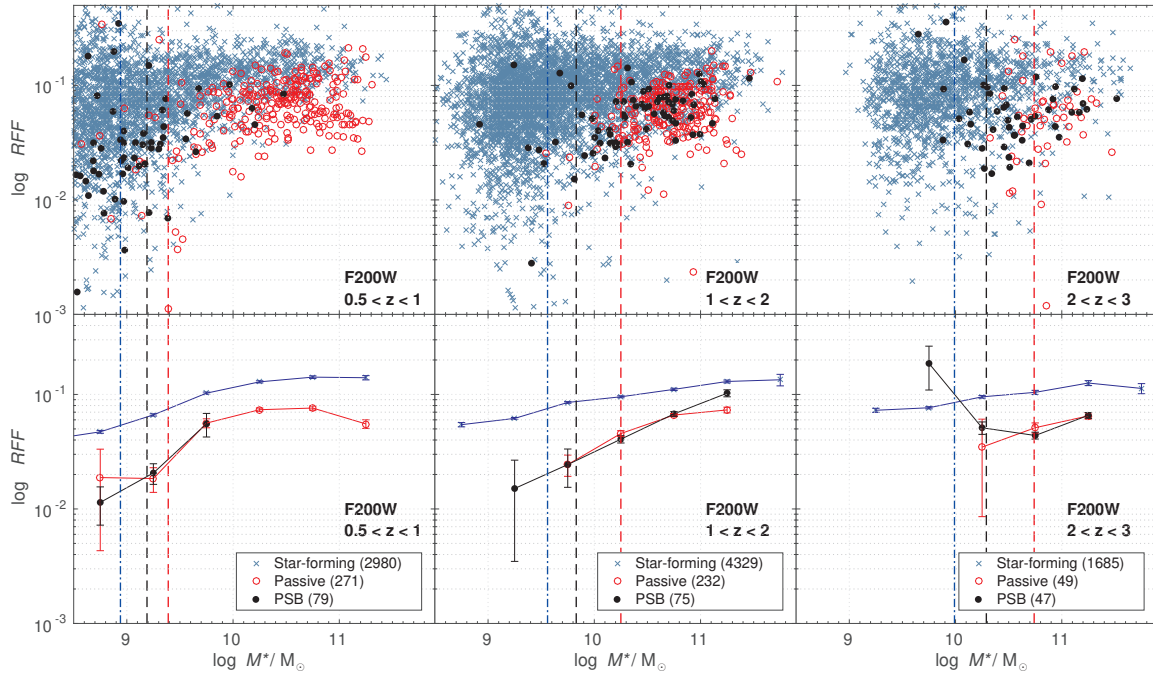 log RFF
10^-1
10^-2
10^-3
F200W
0.5 < z < 1
F200W
1 < z < 2
F200W
2 < z < 3
log RFF
10^-1
10^-2
10^-3
F200W
0.5 < z < 1
Star-forming (2980)
Passive (271)
PSB (79)
F200W
1 < z < 2
Star-forming (4329)
Passive (232)
PSB (75)
F200W
2 < z < 3
Star-forming (1685)
Passive (49)
PSB (47)
9 10 11
9 10 11
9 10 11
log M*/ M☉
log M*/ M☉
log M*/ M☉